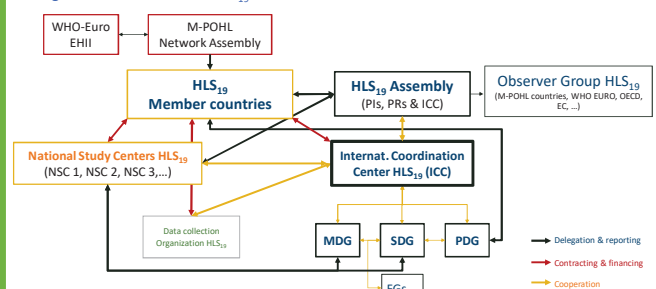 WHO-Euro
EHII
M-POHL
Network Assembly
HLS19
Member countries
HLS19 Assembly
(PIs, PRs & ICC)
Observer Group HLS19
(M-POHL countries, WHO EURO, OECD,
EC, ...)
National Study Centers HLS19
(NSC 1, NSC 2, NSC 3,...)
Internat. Coordination
Center HLS19 (ICC)
Data collection
Organization HLS19
MDG
SDG
PDG
Delegation & reporting
Contracting & financing
Cooperation